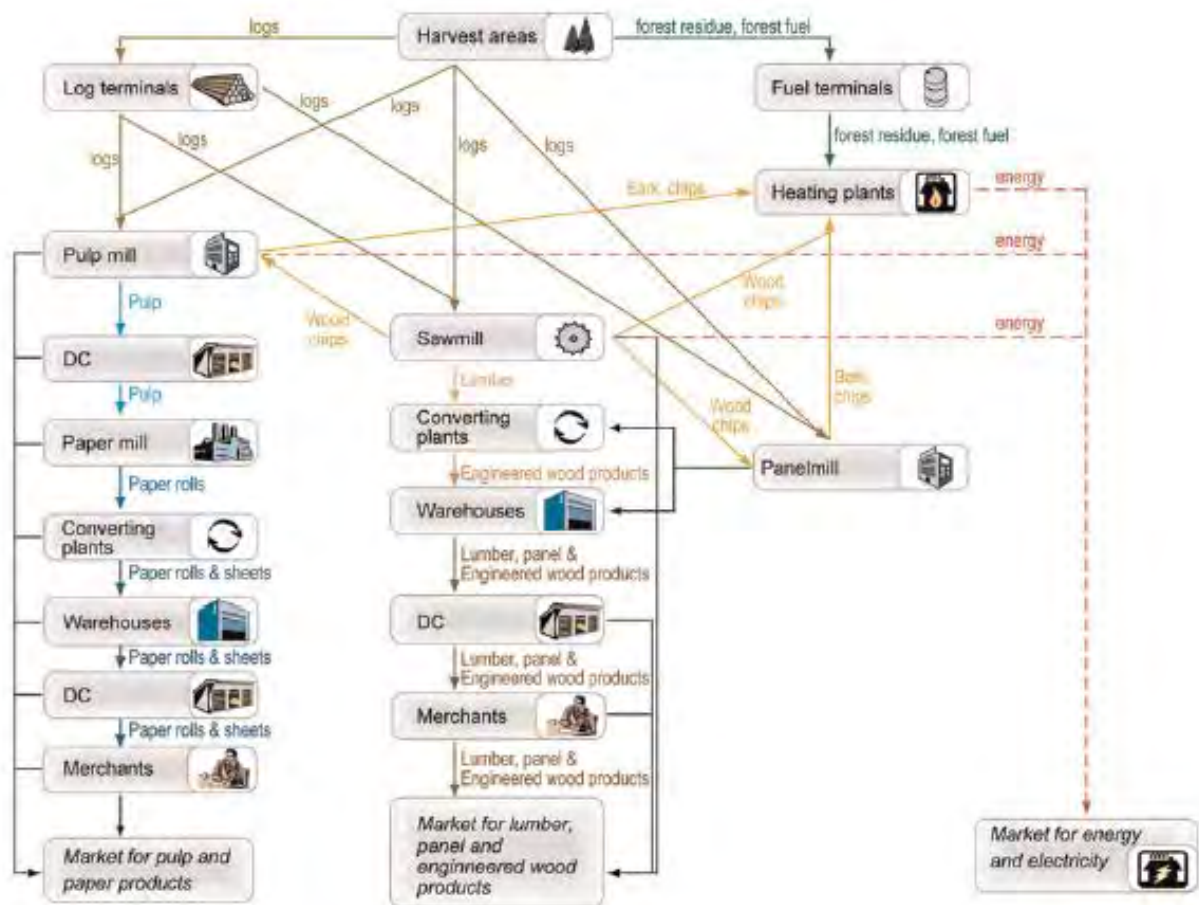 Harvest areas
logs
forest residue, forest fuel
Log terminals
Fuel terminals
logs
logs
logs
logs
logs
logs
forest residue, forest fuel
Heating plants
energy
Bark, chips
Pulp mill
energy
Pulp
Wood
chips
Wood
chips
Sawmill
energy
DC
Lumber
Bark,
chips
Pulp
Wood
chips
Converting
plants
Paper mill
Engineered wood products
Panelmill
Paper rolls
Warehouses
Converting
plants
Lumber, panel &
Engineered wood products
Paper rolls & sheets
Warehouses
DC
Paper rolls & sheets
Lumber, panel &
Engineered wood products
DC
Merchants
Paper rolls & sheets
Merchants
Lumber, panel &
Engineered wood products
Market for pulp and
paper products
Market for lumber,
panel and
enginneered wood
products
Market for energy
and electricity